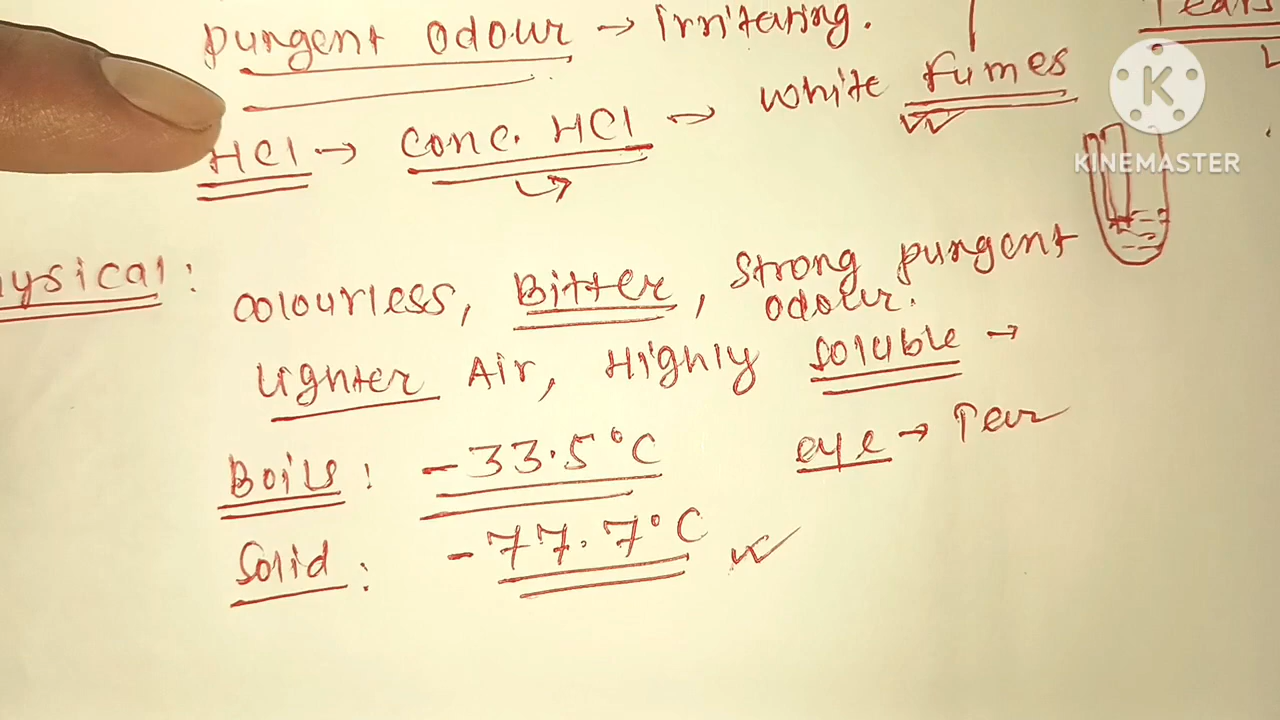 Pungent odour → irritating.
Tears
HCl → Conc. HCl → white fumes
KINEMASTER
ysical:
colourless, Bitter, Strong pungent odour.
Lighter Air, Highly soluble →
Boils: -33.5°C eye → Tear
Solid: -77.7°C